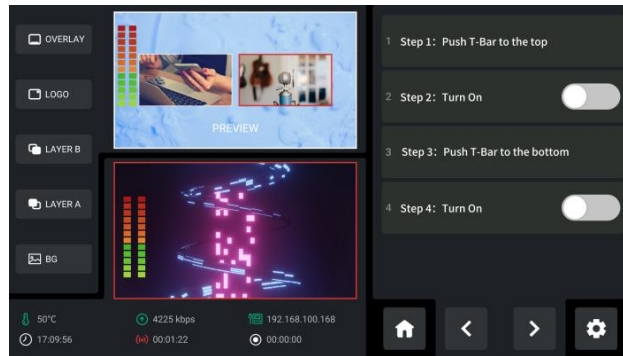 OVERLAY
LOGO
LAYER B
LAYER A
BG
PREVIEW
50°C
4225 kbps
192.168.100.168
17:09:56
00:01:22
00:00:00
1 Step 1: Push T-Bar to the top
2 Step 2: Turn On
3 Step 3: Push T-Bar to the bottom
4 Step 4: Turn On